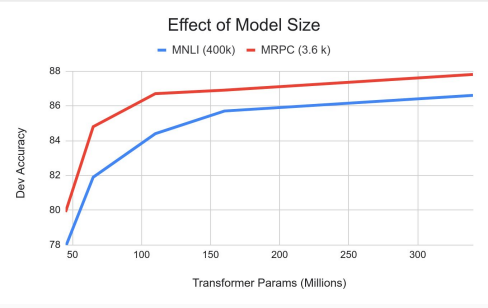 Effect of Model Size
MNLI (400k) MRPC (3.6 k)
88
86
84
82
80
78
Dev Accuracy
50 100 150 200 250 300
Transformer Params (Millions)